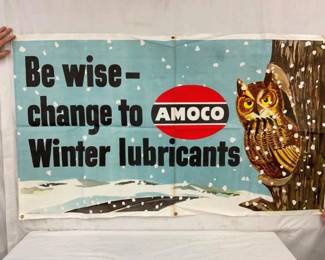 Be wise–
change to AMOCO
Winter lubricants